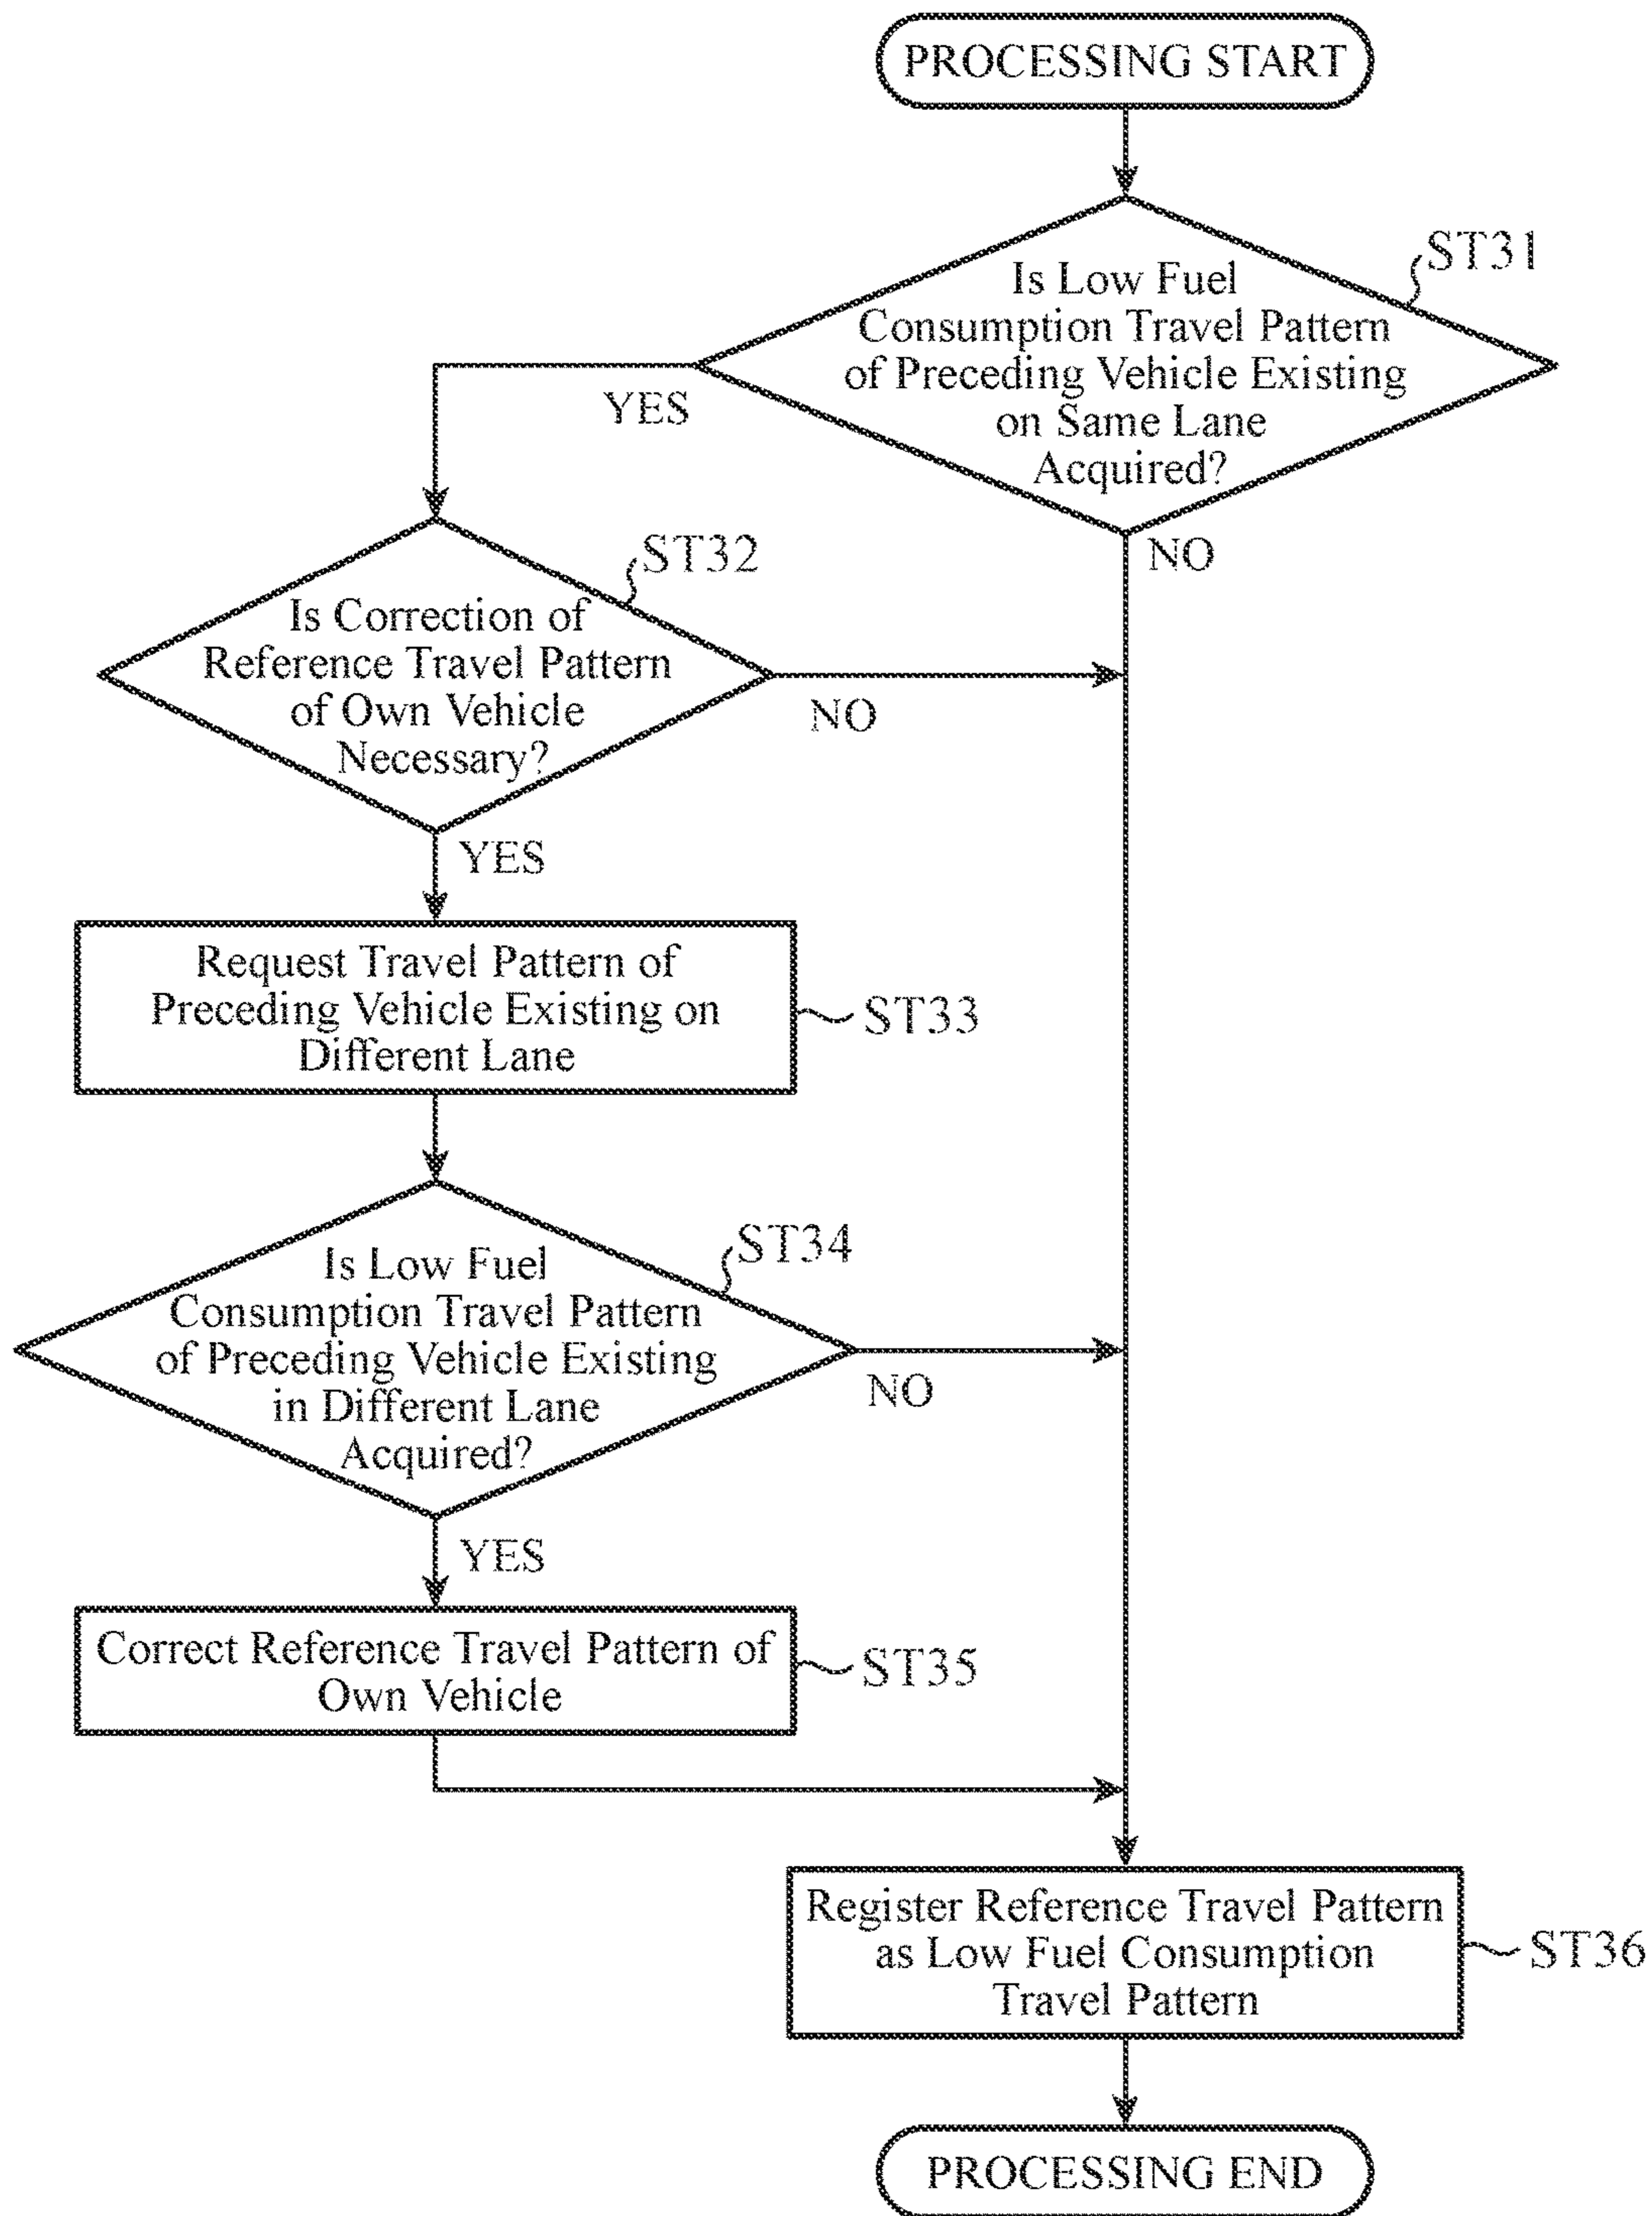 PROCESSING START
ST31
Is Low Fuel
Consumption Travel Pattern
of Preceding Vehicle Existing
on Same Lane
Acquired?
YES
NO
ST32
Is Correction of
Reference Travel Pattern
of Own Vehicle
Necessary?
NO
YES
Request Travel Pattern of
Preceding Vehicle Existing on
Different Lane
ST33
ST34
Is Low Fuel
Consumption Travel Pattern
of Preceding Vehicle Existing
in Different Lane
Acquired?
NO
YES
Correct Reference Travel Pattern of
Own Vehicle
ST35
Register Reference Travel Pattern
as Low Fuel Consumption
Travel Pattern
ST36
PROCESSING END